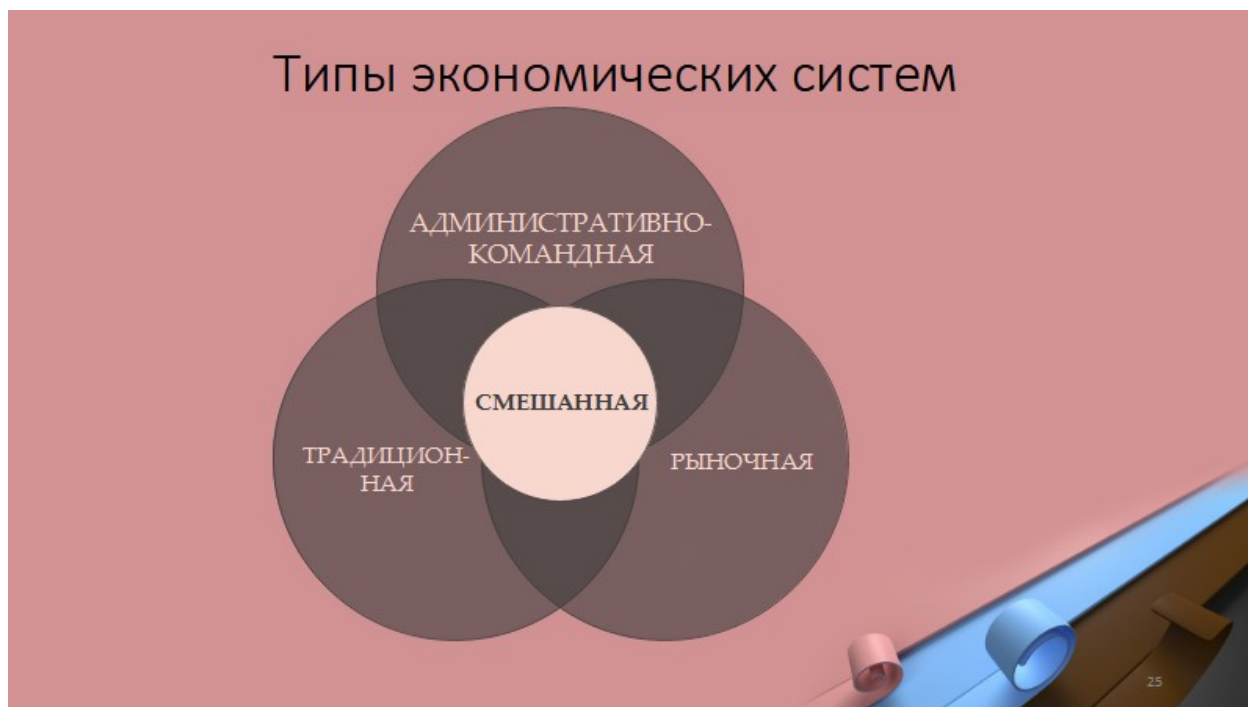 Типы экономических систем
АДМИНИСТРАТИВНО-
КОМАНДНАЯ
СМЕШАННАЯ
ТРАДИЦИОН-
НАЯ
РЫНОЧНАЯ
25